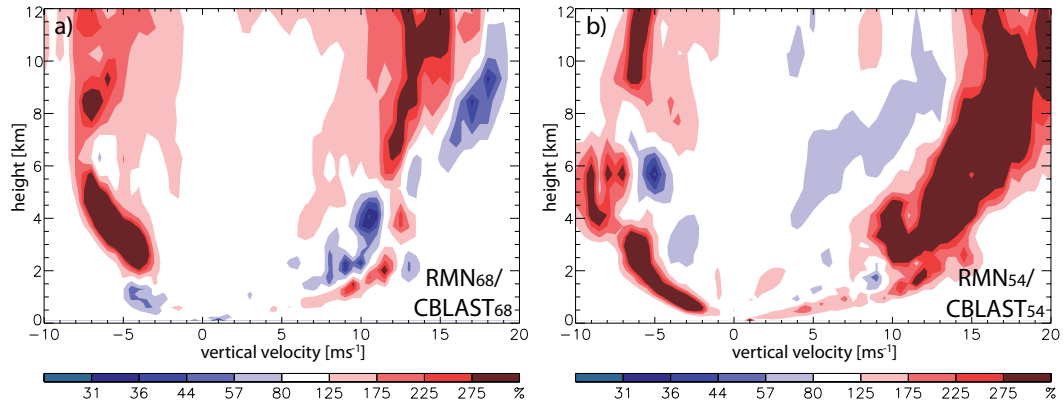 a)
height [km]
12
10
8
6
4
2
0
-10 -5 0 5 10 15 20
vertical velocity [ms-1]
RMN68/
CBLAST68
31 36 44 57 80 125 175 225 275 %
b)
height [km]
12
10
8
6
4
2
0
-10 -5 0 5 10 15 20
vertical velocity [ms-1]
RMN54/
CBLAST54
31 36 44 57 80 125 175 225 275 %